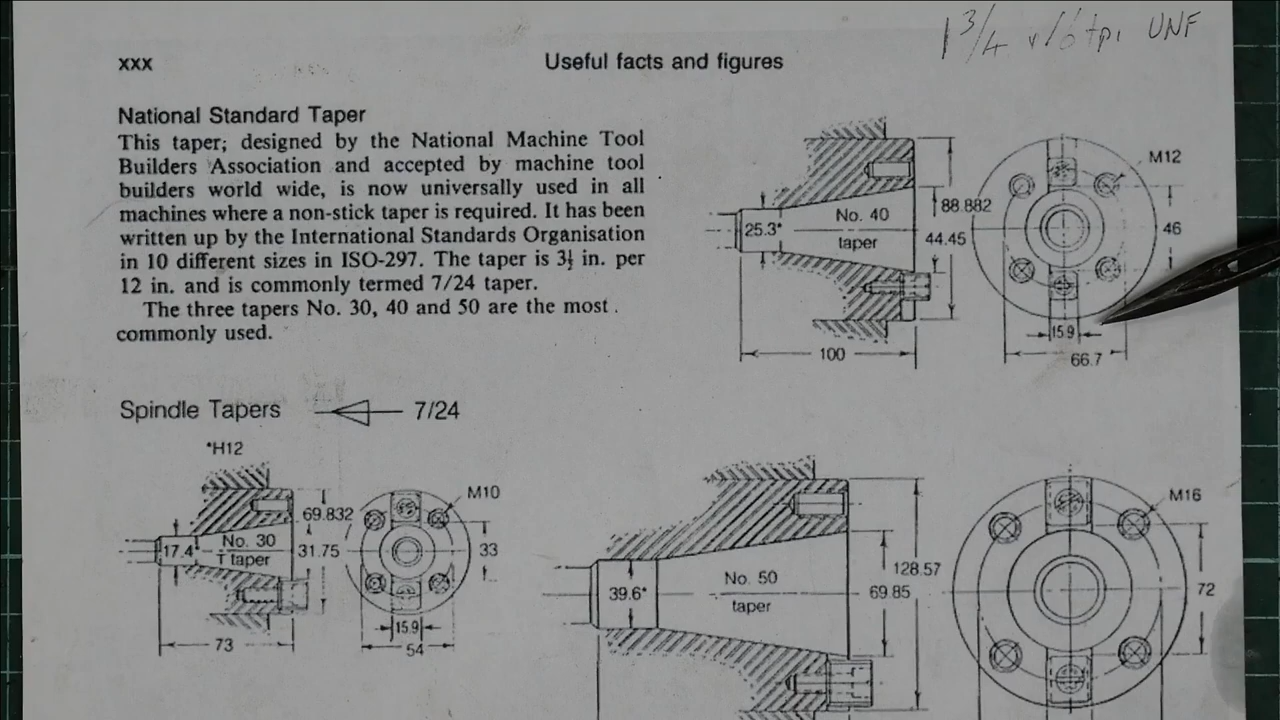 1 3/4 v/6 tpi UNF
xxx
Useful facts and figures
National Standard Taper
This taper; designed by the National Machine Tool
Builders Association and accepted by machine tool
builders world wide, is now universally used in all
machines where a non-stick taper is required. It has been
written up by the International Standards Organisation
in 10 different sizes in ISO-297. The taper is 3½ in. per
12 in. and is commonly termed 7/24 taper.
The three tapers No. 30, 40 and 50 are the most
commonly used.
M12
88.882
No. 40
taper
25.3*
44.45
46
15.9
100
66.7
Spindle Tapers
7/24
*H12
M10
69.832
No. 30
taper
17.4*
31.75
33
15.9
73
54
M16
128.57
No. 50
taper
39.6*
69.85
72